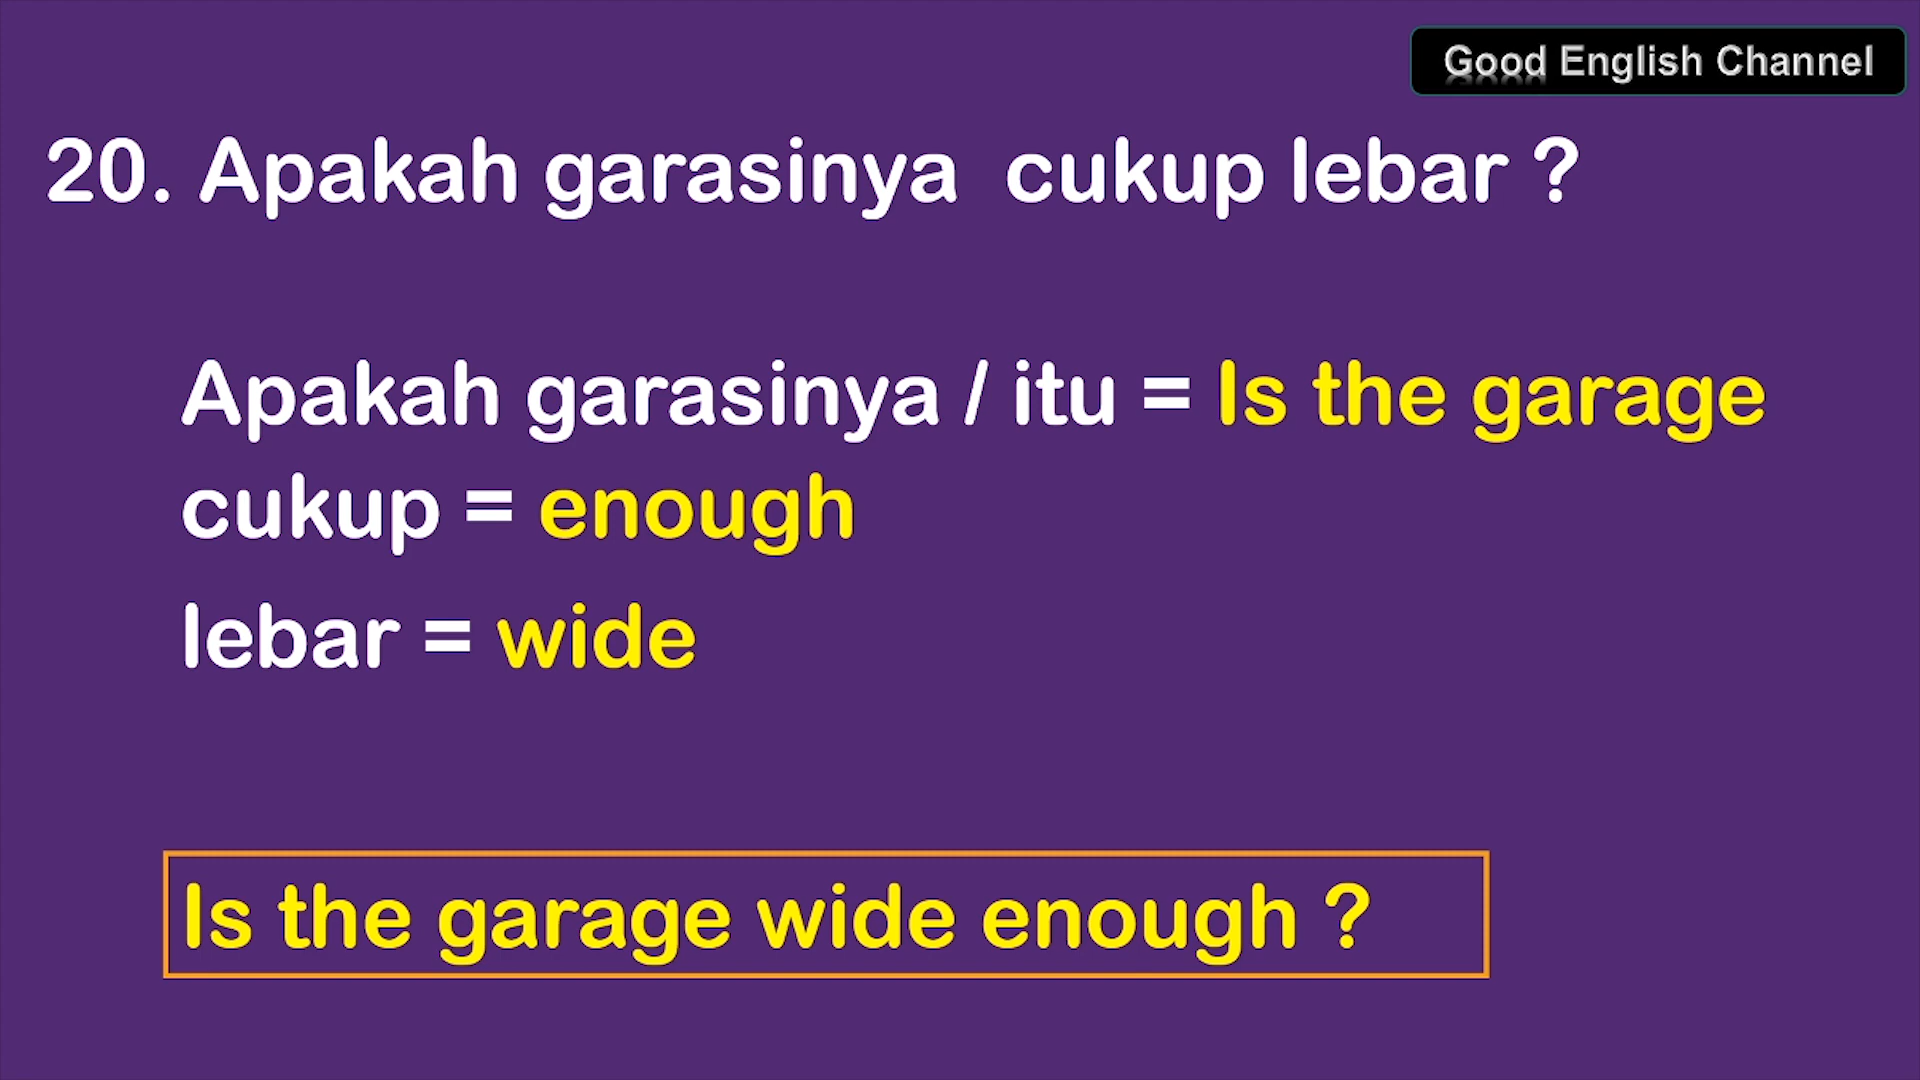 Good English Channel
20. Apakah garasinya cukup lebar ?
Apakah garasinya / itu = Is the garage
cukup = enough
lebar = wide
Is the garage wide enough ?